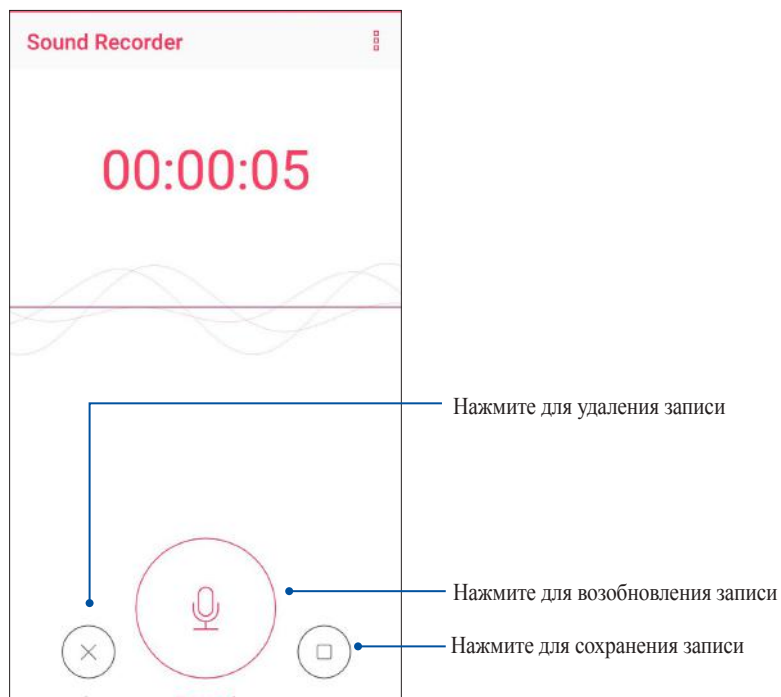 Sound Recorder
00:00:05
Нажмите для удаления записи
Нажмите для возобновления записи
Нажмите для сохранения записи